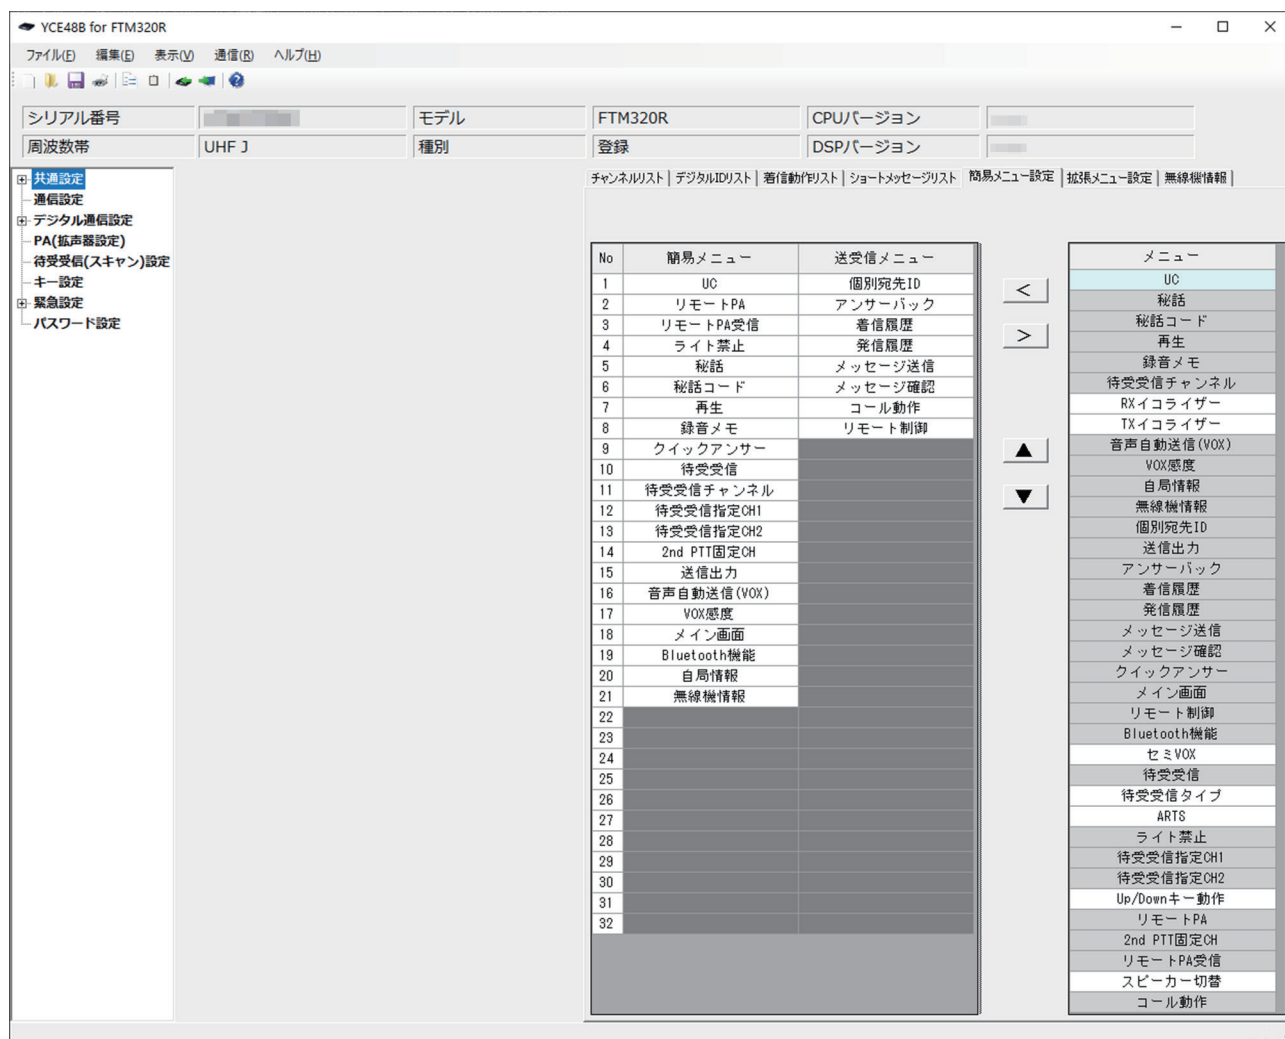 YCE48B for FTM320R
ファイル(F) 編集(E) 表示(V) 通信(R) ヘルプ(H)
シリアル番号 モデル FTM320R CPUバージョン
周波数帯 UHF J 種別 登録 DSPバージョン
共通設定
通信設定
デジタル通信設定
PA(拡声器設定)
待受受信(スキャン)設定
キー設定
緊急設定
パスワード設定
チャンネルリスト デジタルIDリスト 着信動作リスト ショートメッセージリスト 簡易メニュー設定 拡張メニュー設定 無線機情報
No 簡易メニュー 送受信メニュー
1 UC 個別宛先ID
2 リモートPA アンサーバック
3 リモートPA受信 着信履歴
4 ライト禁止 発信履歴
5 秘話 メッセージ送信
6 秘話コード メッセージ確認
7 再生 コール動作
8 録音メモ リモート制御
9 クイックアンサー
10 待受受信
11 待受受信チャンネル
12 待受受信指定CH1
13 待受受信指定CH2
14 2nd PTT固定CH
15 送信出力
16 音声自動送信(VOX)
17 VOX感度
18 メイン画面
19 Bluetooth機能
20 自局情報
21 無線機情報
22
23
24
25
26
27
28
29
30
31
32
<
>
▲
▼
メニュー
UC
秘話
秘話コード
再生
録音メモ
待受受信チャンネル
RXイコライザー
TXイコライザー
音声自動送信(VOX)
VOX感度
自局情報
無線機情報
個別宛先ID
送信出力
アンサーバック
着信履歴
発信履歴
メッセージ送信
メッセージ確認
クイックアンサー
メイン画面
リモート制御
Bluetooth機能
セミVOX
待受受信
待受受信タイプ
ARTS
ライト禁止
待受受信指定CH1
待受受信指定CH2
Up/Downキー動作
リモートPA
2nd PTT固定CH
リモートPA受信
スピーカー切替
コール動作